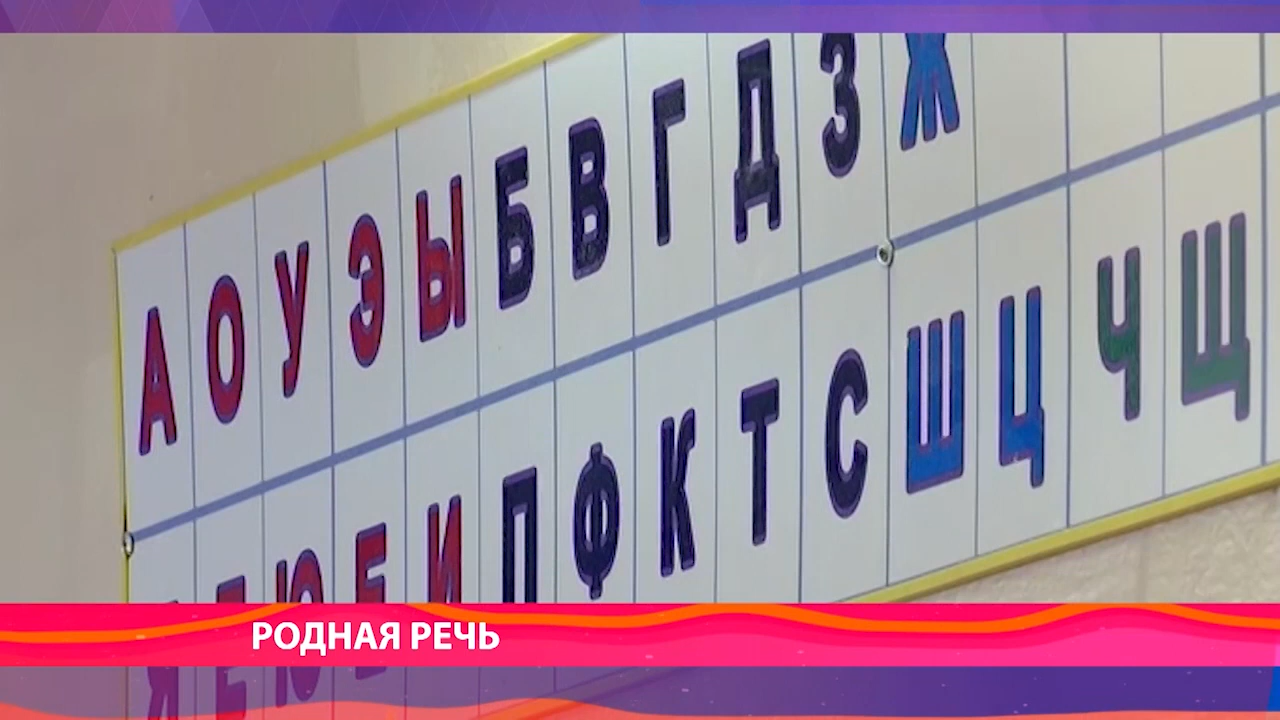 А О У Э Ы Б В Г Д З Ж
Я Ё Ю Е И П Ф К Т С Ш Ц Ч Щ
РОДНАЯ РЕЧЬ